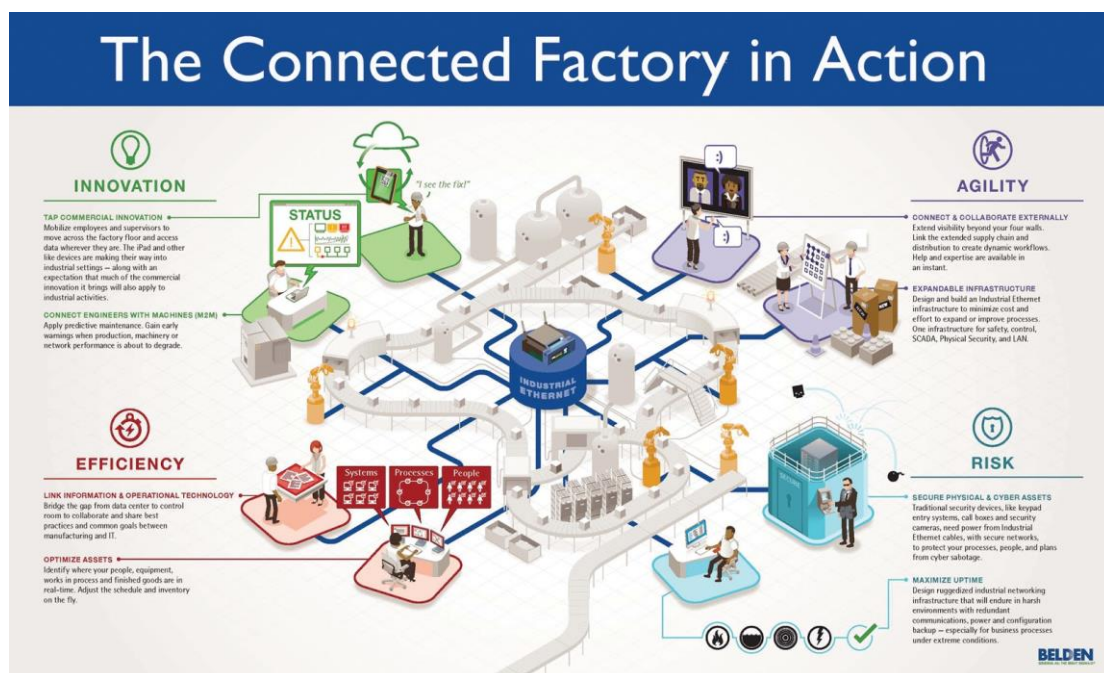 The Connected Factory in Action
INNOVATION
TAP COMMERCIAL INNOVATION
Mobilize employees and supervisors to
move across the factory floor and access
data wherever they are. The iPad and other
like devices are making their way into
industrial settings – along with an
expectation that much of the commercial
innovation it brings will also apply to
industrial activities.
CONNECT ENGINEERS WITH MACHINES (M2M)
Apply predictive maintenance. Gain early
warnings when production, machinery or
network performance is about to degrade.
STATUS
"I see the fix!"
:)
:)
AGILITY
CONNECT & COLLABORATE EXTERNALLY
Extend visibility beyond your four walls.
Link the extended supply chain and
distribution to create dynamic workflows.
Help and expertise are available in
an instant.
EXPANDABLE INFRASTRUCTURE
Design and build an Industrial Ethernet
infrastructure to minimize cost and
effort to expand or improve processes.
One infrastructure for safety, control,
SCADA, Physical Security, and LAN.
INDUSTRIAL
ETHERNET
EFFICIENCY
LINK INFORMATION & OPERATIONAL TECHNOLOGY
Bridge the gap from data center to control
room to collaborate and share best
practices and common goals between
manufacturing and IT.
OPTIMIZE ASSETS
Identify where your people, equipment,
works in process and finished goods are in
real-time. Adjust the schedule and inventory
on the fly.
Systems
Processes
People
SECURE
RISK
SECURE PHYSICAL & CYBER ASSETS
Traditional security devices, like keypad
entry systems, call boxes and security
cameras, need power from Industrial
Ethernet cables, with secure networks,
to protect your processes, people, and plans
from cyber sabotage.
MAXIMIZE UPTIME
Design ruggedized industrial networking
infrastructure that will endure in harsh
environments with redundant
communications, power and configuration
backup – especially for business processes
under extreme conditions.
BELDEN
SENDING ALL THE RIGHT SIGNALS